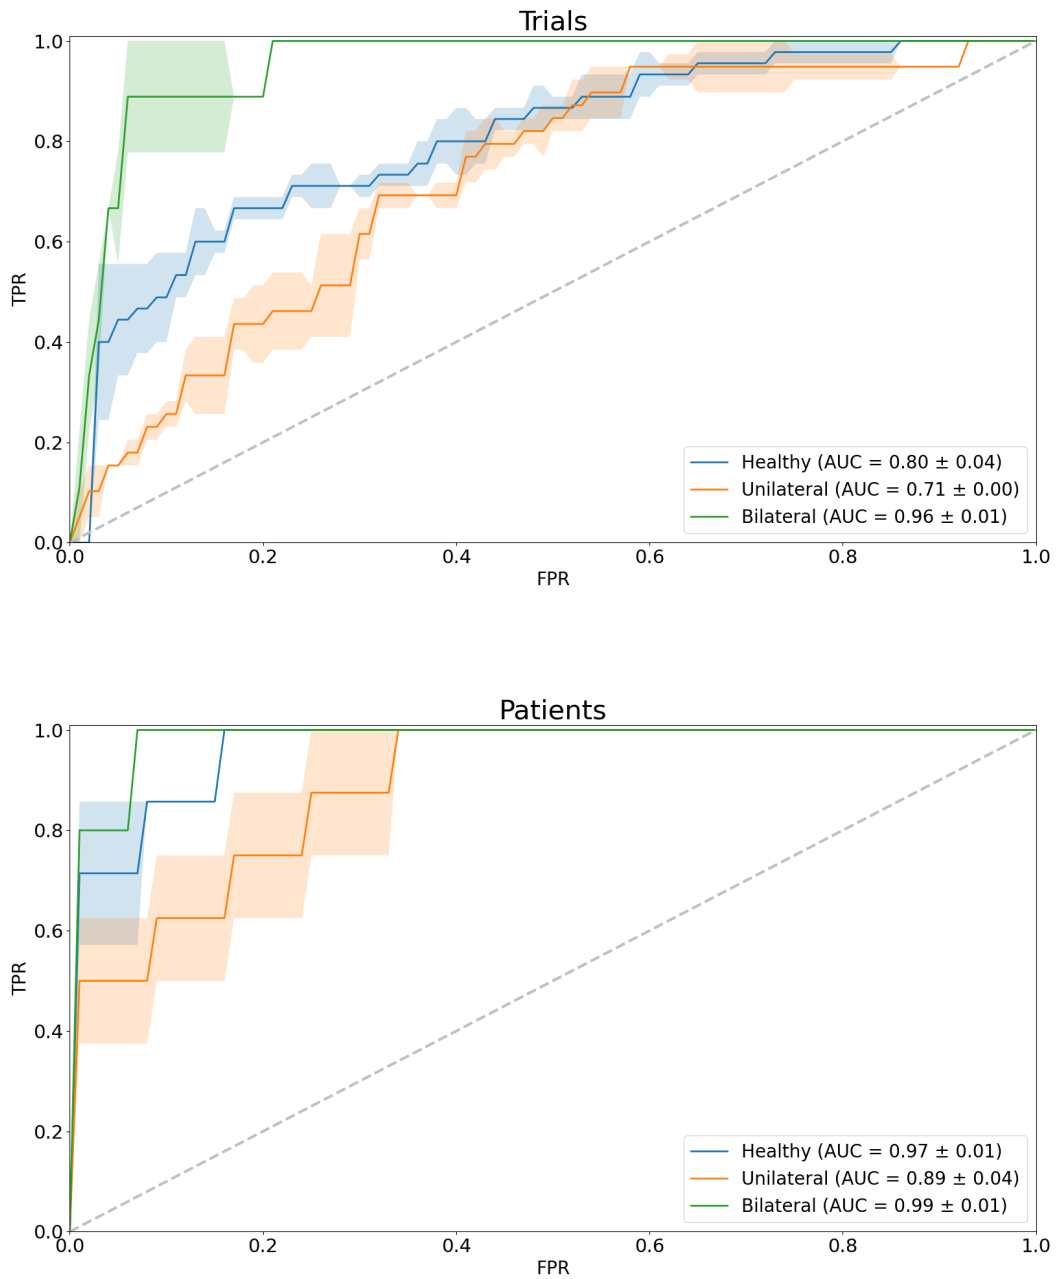 Trials
1.0
0.8
0.6
0.4
0.2
0.0
TPR
0.0 0.2 0.4 0.6 0.8 1.0
FPR
Healthy (AUC = 0.80 ± 0.04)
Unilateral (AUC = 0.71 ± 0.00)
Bilateral (AUC = 0.96 ± 0.01)
Patients
1.0
0.8
0.6
0.4
0.2
0.0
TPR
0.0 0.2 0.4 0.6 0.8 1.0
FPR
Healthy (AUC = 0.97 ± 0.01)
Unilateral (AUC = 0.89 ± 0.04)
Bilateral (AUC = 0.99 ± 0.01)